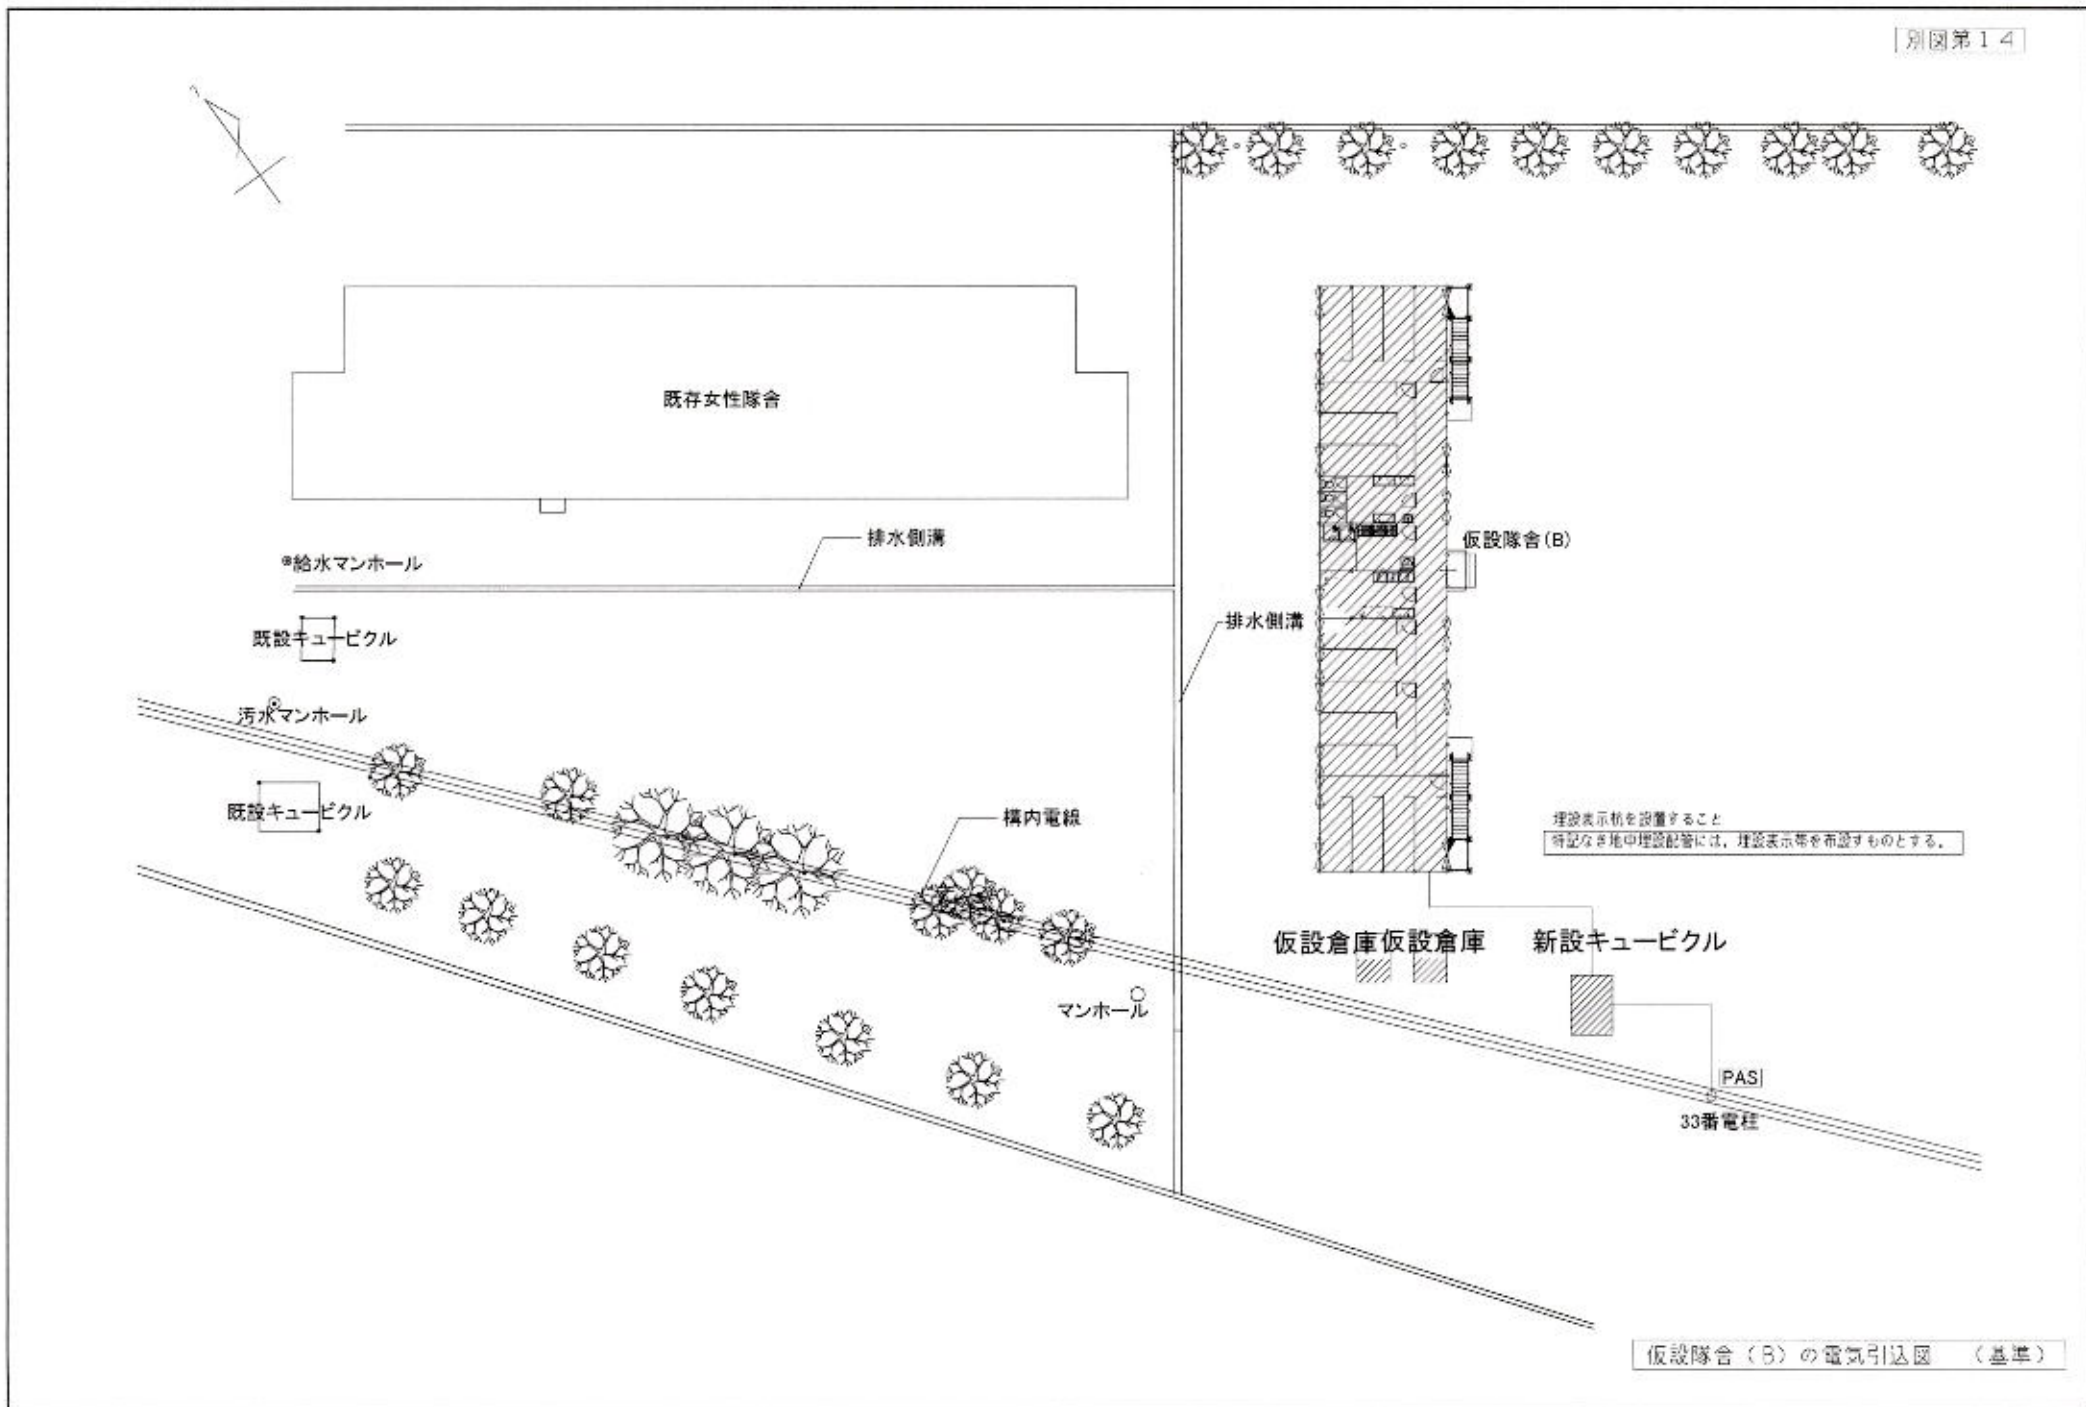 別図第14
既存女性隊舎
排水側溝
仮設隊舎(B)
給水マンホール
排水側溝
既設キュービクル
汚水マンホール
既設キュービクル
構内電線
埋設表示杭を設置すること
特記なき地中埋設配管には、埋設表示帯を布設すものとする。
仮設倉庫
仮設倉庫
新設キュービクル
マンホール
PAS
33番電柱
仮設隊舎(B)の電気引込図 (基準)